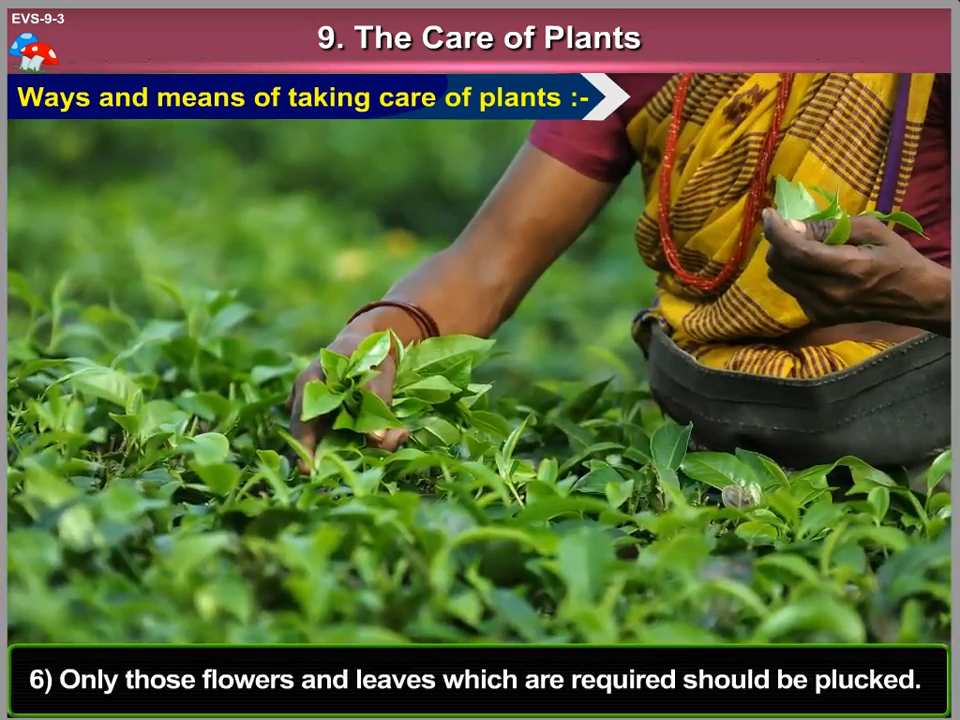 EVS-9-3
9. The Care of Plants
Ways and means of taking care of plants :-
6) Only those flowers and leaves which are required should be plucked.